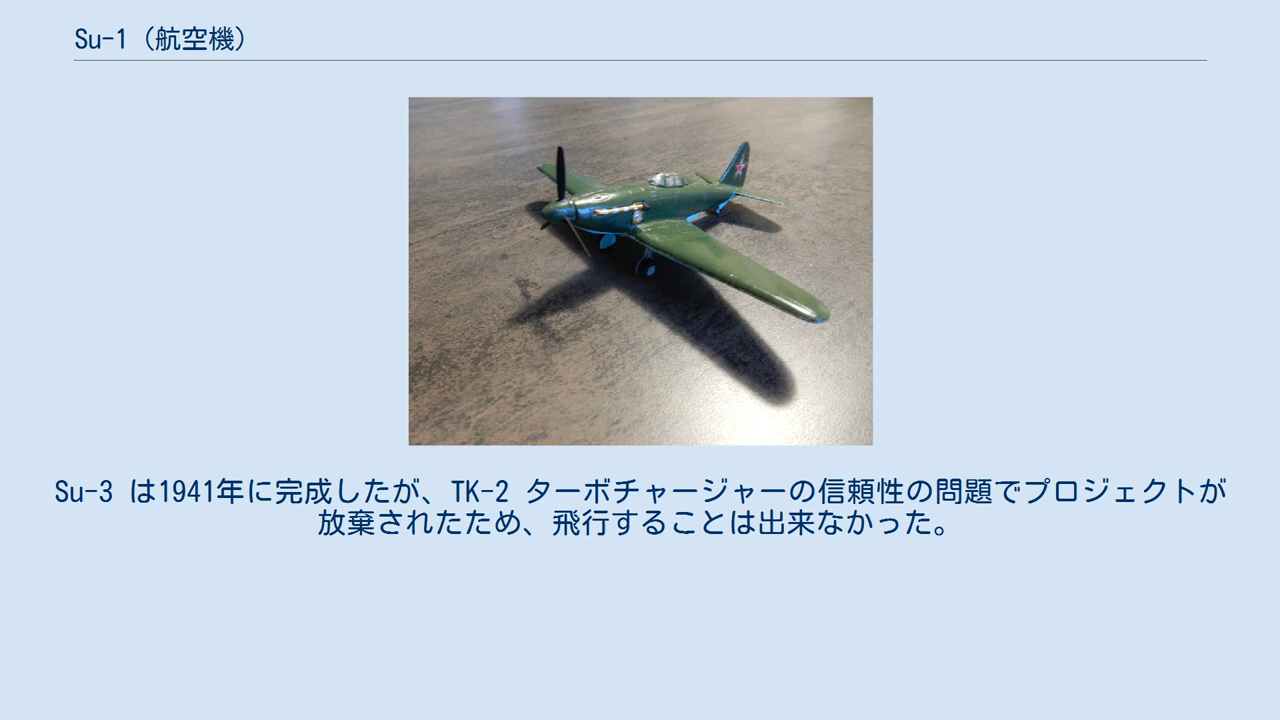 Su-1（航空機）
Su-3 は1941年に完成したが、TK-2 ターボチャージャーの信頼性の問題でプロジェクトが
放棄されたため、飛行することは出来なかった。